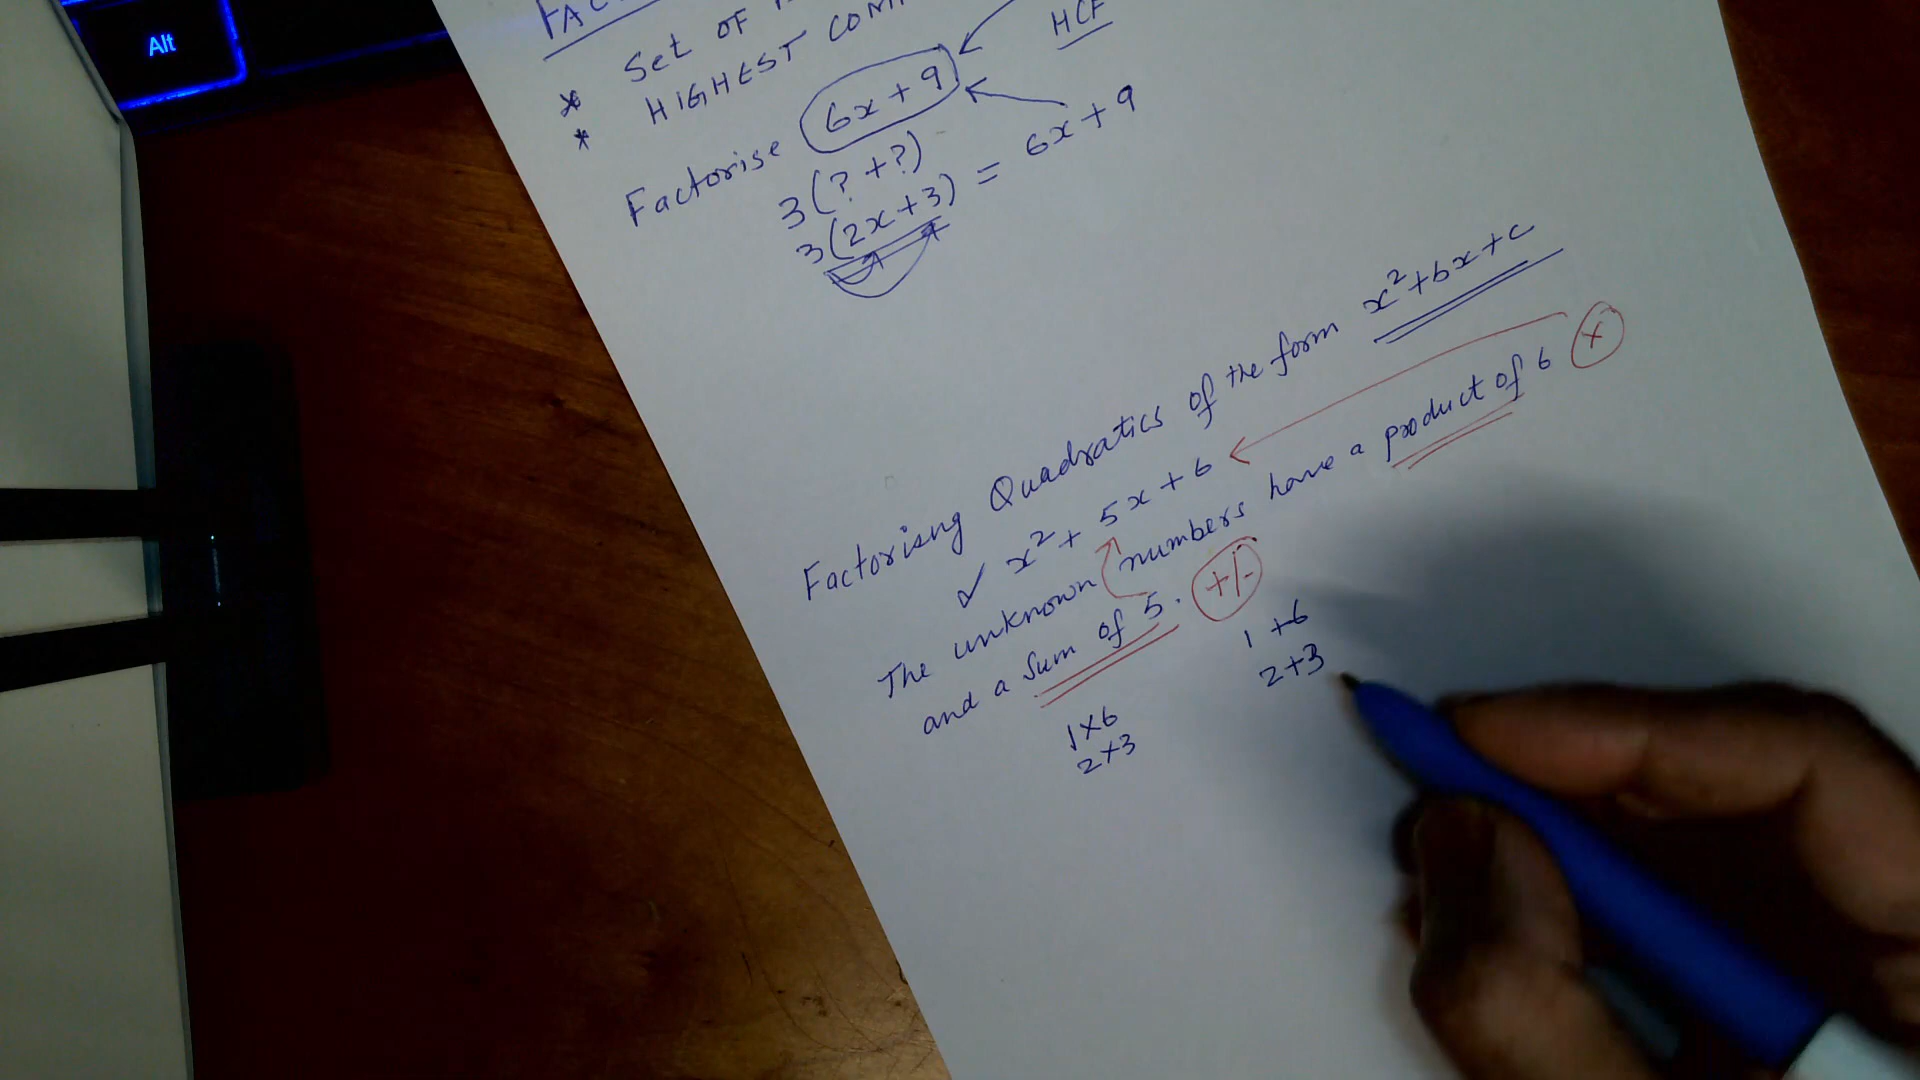 Alt
* Set of
* HIGHEST COM
HCF
Factorise 6x + 9
3(? + ?)
3(2x+3) = 6x + 9
Factorisng Quadratics of the form x² + bx + c
✓ x² + 5x + 6
The unknown numbers have a product of 6 ×
and a sum of 5. +/-
1×6
2×3
1 +6
2+3